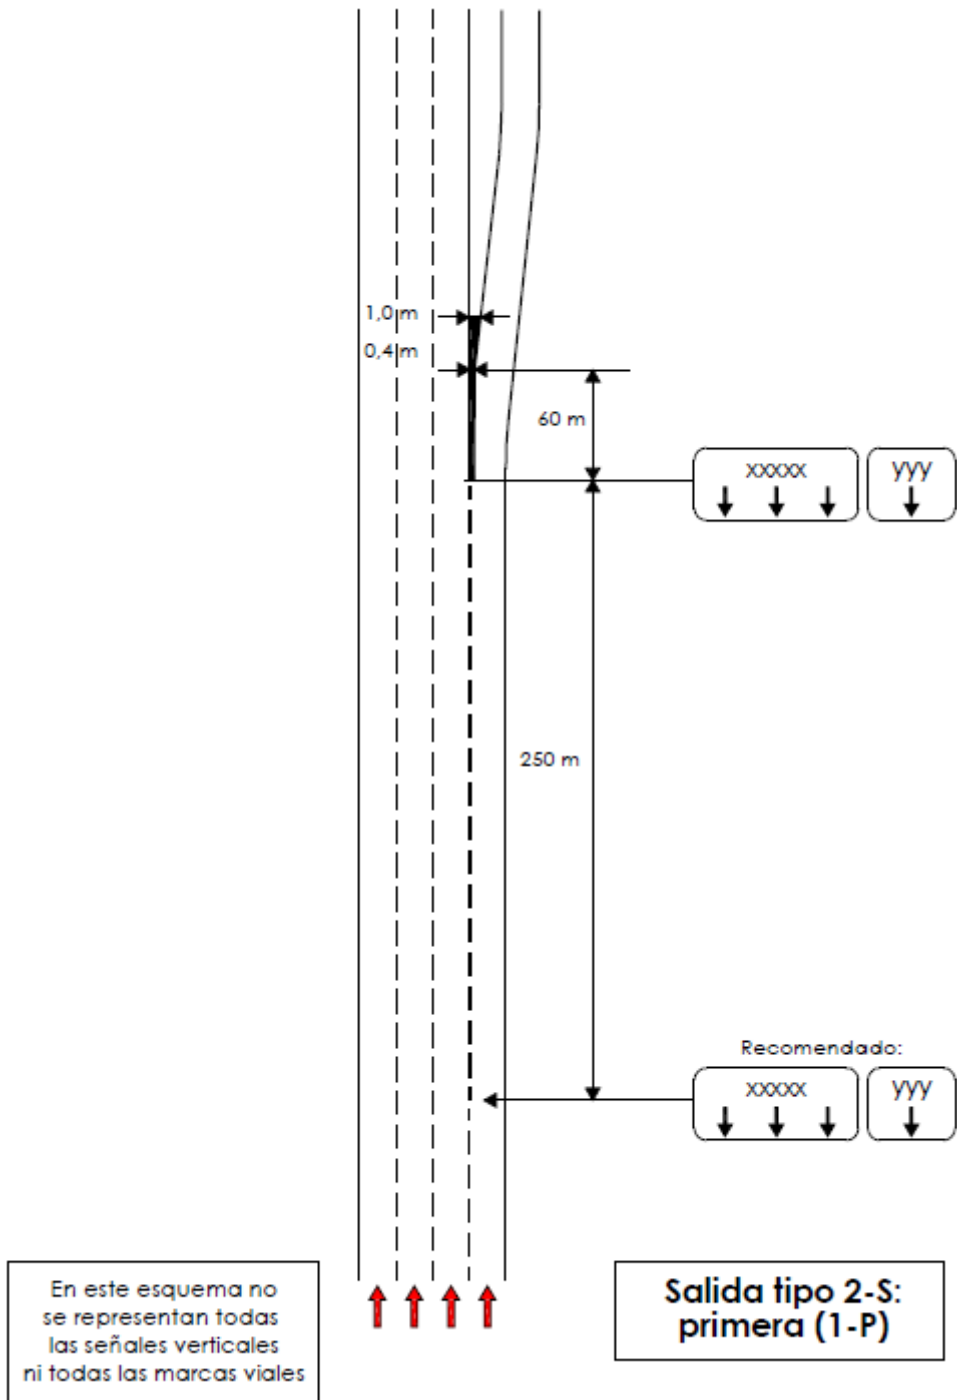 1,0 m
0,4 m
60 m
xxxxx
yyy
250 m
Recomendado:
xxxxx
yyy
En este esquema no
se representan todas
las señales verticales
ni todas las marcas viales
Salida tipo 2-S:
primera (1-P)